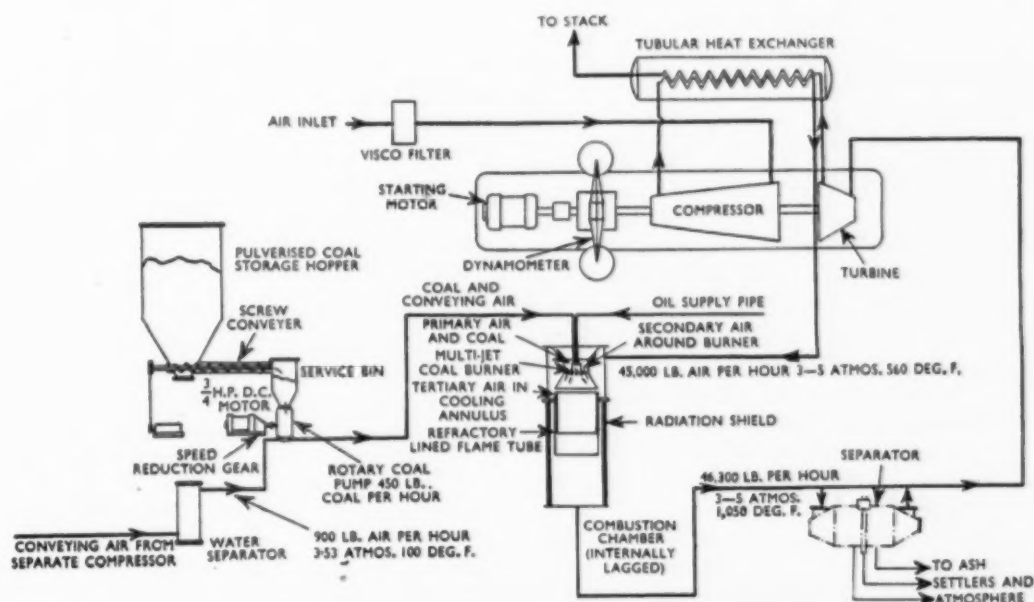 TO STACK
TUBULAR HEAT EXCHANGER
AIR INLET
VISCO FILTER
STARTING
MOTOR
COMPRESSOR
DYNAMOMETER
TURBINE
PULVERISED COAL
STORAGE HOPPER
COAL AND
CONVEYING AIR
OIL SUPPLY PIPE
SCREW
CONVEYER
PRIMARY AIR
AND COAL
SECONDARY AIR
AROUND BURNER
MULTI-JET
COAL BURNER
SERVICE BIN
45,000 LB. AIR PER HOUR 3—5 ATMOS. 560 DEG. F.
3/4 H.P. D.C.
MOTOR
TERTIARY AIR IN
COOLING
ANNULUS
RADIATION SHIELD
REFRACTORY
LINED FLAME TUBE
SPEED
REDUCTION GEAR
ROTARY COAL
PUMP 450 LB..
COAL PER HOUR
SEPARATOR
46,300 LB. PER HOUR
3—5 ATMOS.
1,050 DEG. F.
900 LB. AIR PER HOUR
3·53 ATMOS. 100 DEG. F.
WATER
SEPARATOR
CONVEYING AIR FROM
SEPARATE COMPRESSOR
COMBUSTION
CHAMBER
(INTERNALLY
LAGGED)
TO ASH
SETTLERS AND
ATMOSPHERE